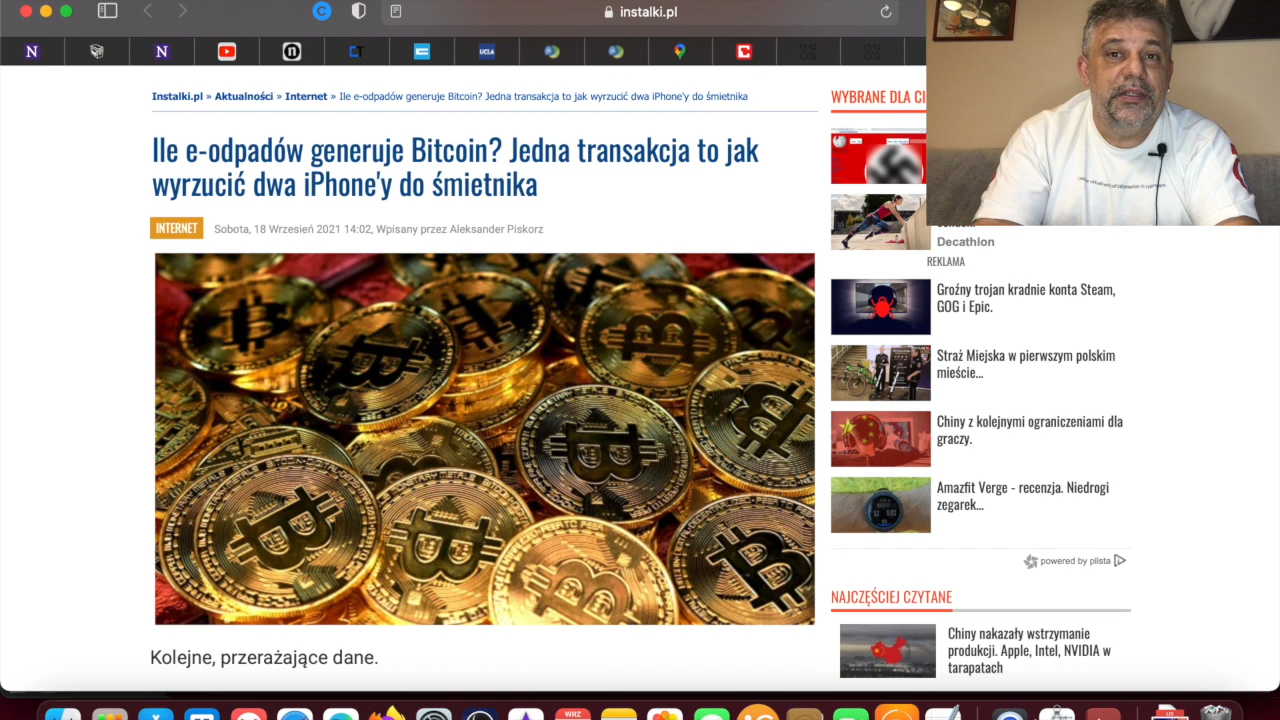 instalki.pl
UCLA
Instalki.pl » Aktualności » Internet » Ile e-odpadów generuje Bitcoin? Jedna transakcja to jak wyrzucić dwa iPhone'y do śmietnika
Ile e-odpadów generuje Bitcoin? Jedna transakcja to jak
wyrzucić dwa iPhone'y do śmietnika
INTERNET
Sobota, 18 Wrzesień 2021 14:02, Wpisany przez Aleksander Piskorz
Kolejne, przerażające dane.
WYBRANE DLA CI
Decathlon
REKLAMA
Groźny trojan kradnie konta Steam,
GOG i Epic.
Straż Miejska w pierwszym polskim
mieście...
Chiny z kolejnymi ograniczeniami dla
graczy.
Amazfit Verge - recenzja. Niedrogi
zegarek...
powered by plista
NAJCZĘŚCIEJ CZYTANE
Chiny nakazały wstrzymanie
produkcji. Apple, Intel, NVIDIA w
tarapatach
WRZ